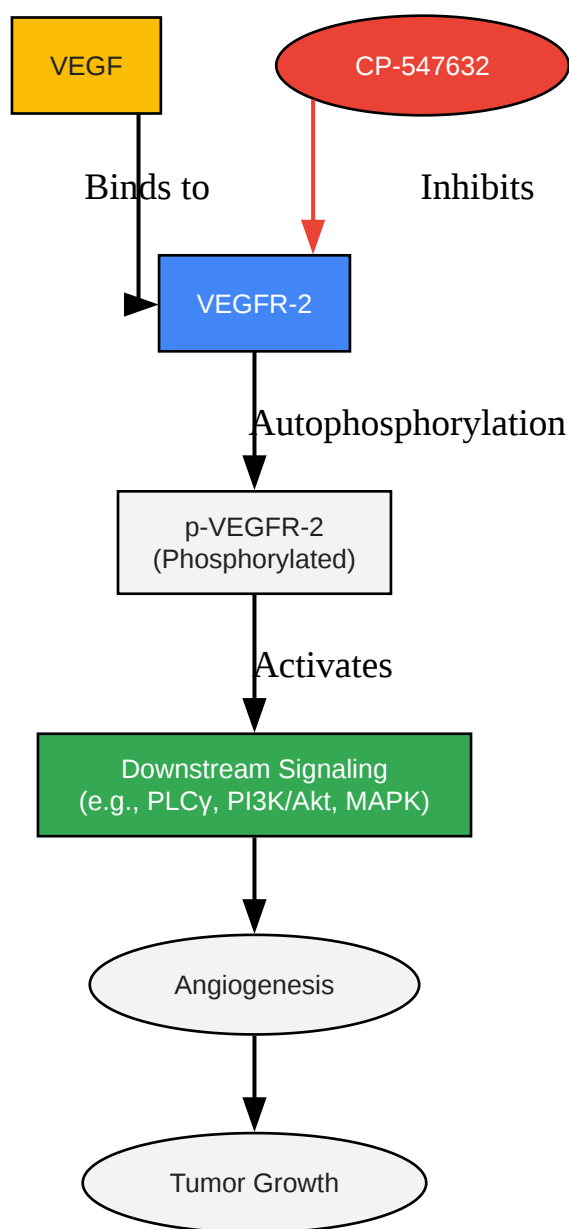 VEGF
CP-547632
Binds to
Inhibits
VEGFR-2
Autophosphorylation
p-VEGFR-2
(Phosphorylated)
Activates
Downstream Signaling
(e.g., PLCγ, PI3K/Akt, MAPK)
Angiogenesis
Tumor Growth